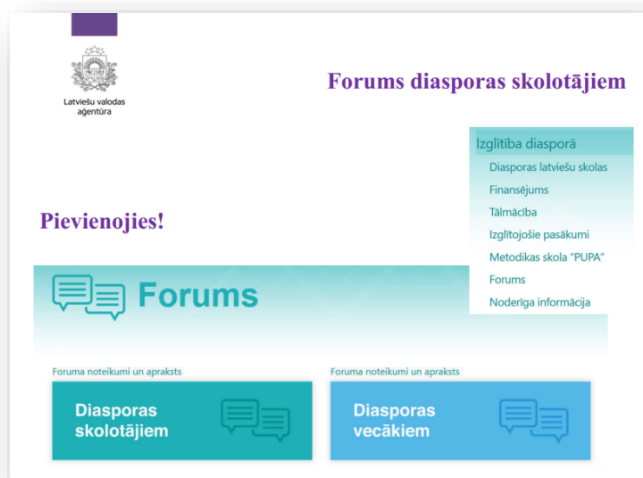 Latviešu valodas
aģentūra
Forums diasporas skolotājiem
Izglītība diasporā
Diasporas latviešu skolas
Finansējums
Tālmācība
Izglītojošie pasākumi
Metodikas skola "PUPA"
Forums
Noderīga informācija
Pievienojies!
Forums
Foruma noteikumi un apraksts
Diasporas
skolotājiem
Foruma noteikumi un apraksts
Diasporas
vecākiem